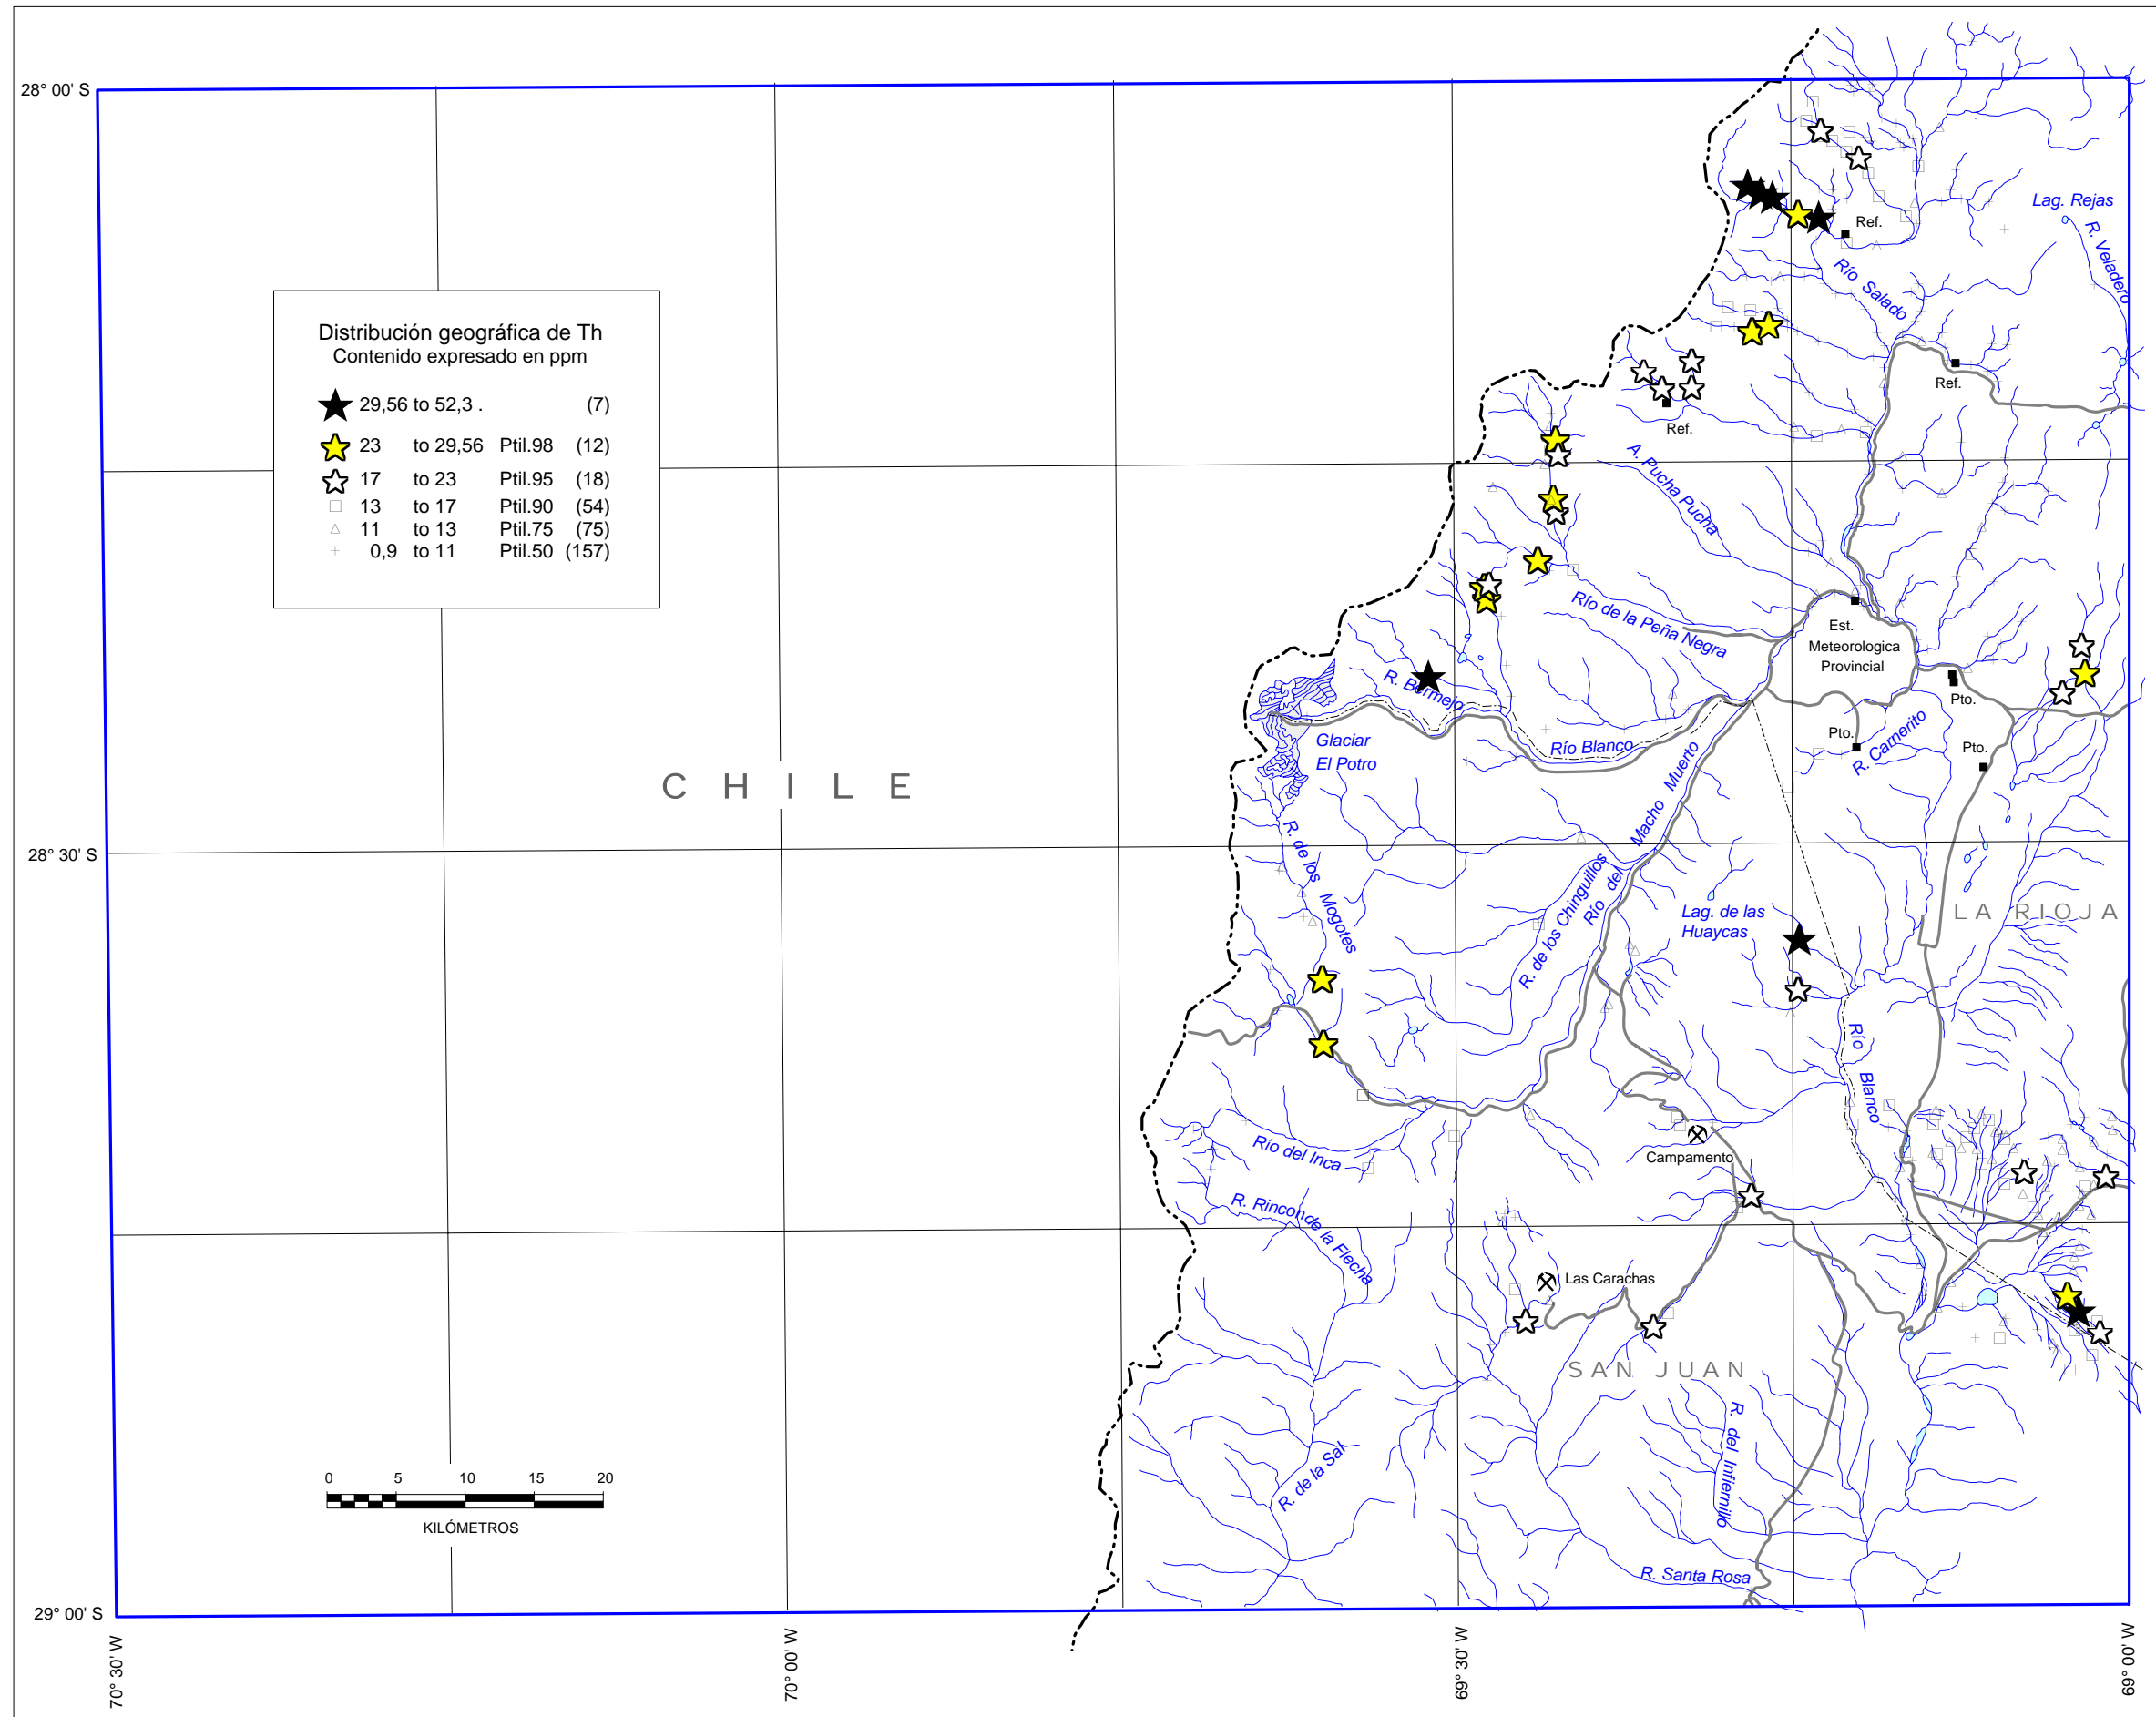 28° 00' S
Lag. Rejas
R. Veladero
Ref.
Río Salado
Distribución geográfica de Th
Contenido expresado en ppm
29,56 to 52,3 . (7)
23 to 29,56 Ptil.98 (12)
17 to 23 Ptil.95 (18)
13 to 17 Ptil.90 (54)
11 to 13 Ptil.75 (75)
0,9 to 11 Ptil.50 (157)
Ref.
Ref.
A. Pucha Pucha
Río de la Peña Negra
Est.
Meteorologica
Provincial
R. Bermejo
Pto.
Pto.
R. Carnerito
Pto.
Glaciar
El Potro
Río Blanco
C H I L E
Río del Macho Muerto
R. de los Mogotes
28° 30' S
R. de los Chinguillos
Lag. de las
Huaycas
LA RIOJA
Río Blanco
Río del Inca
Campamento
R. Rincon de la Flecha
Las Carachas
SAN JUAN
R. del Infiernillo
R. de la Sal
0 5 10 15 20
KILÓMETROS
R. Santa Rosa
29° 00' S
70° 30' W
70° 00' W
69° 30' W
69° 00' W